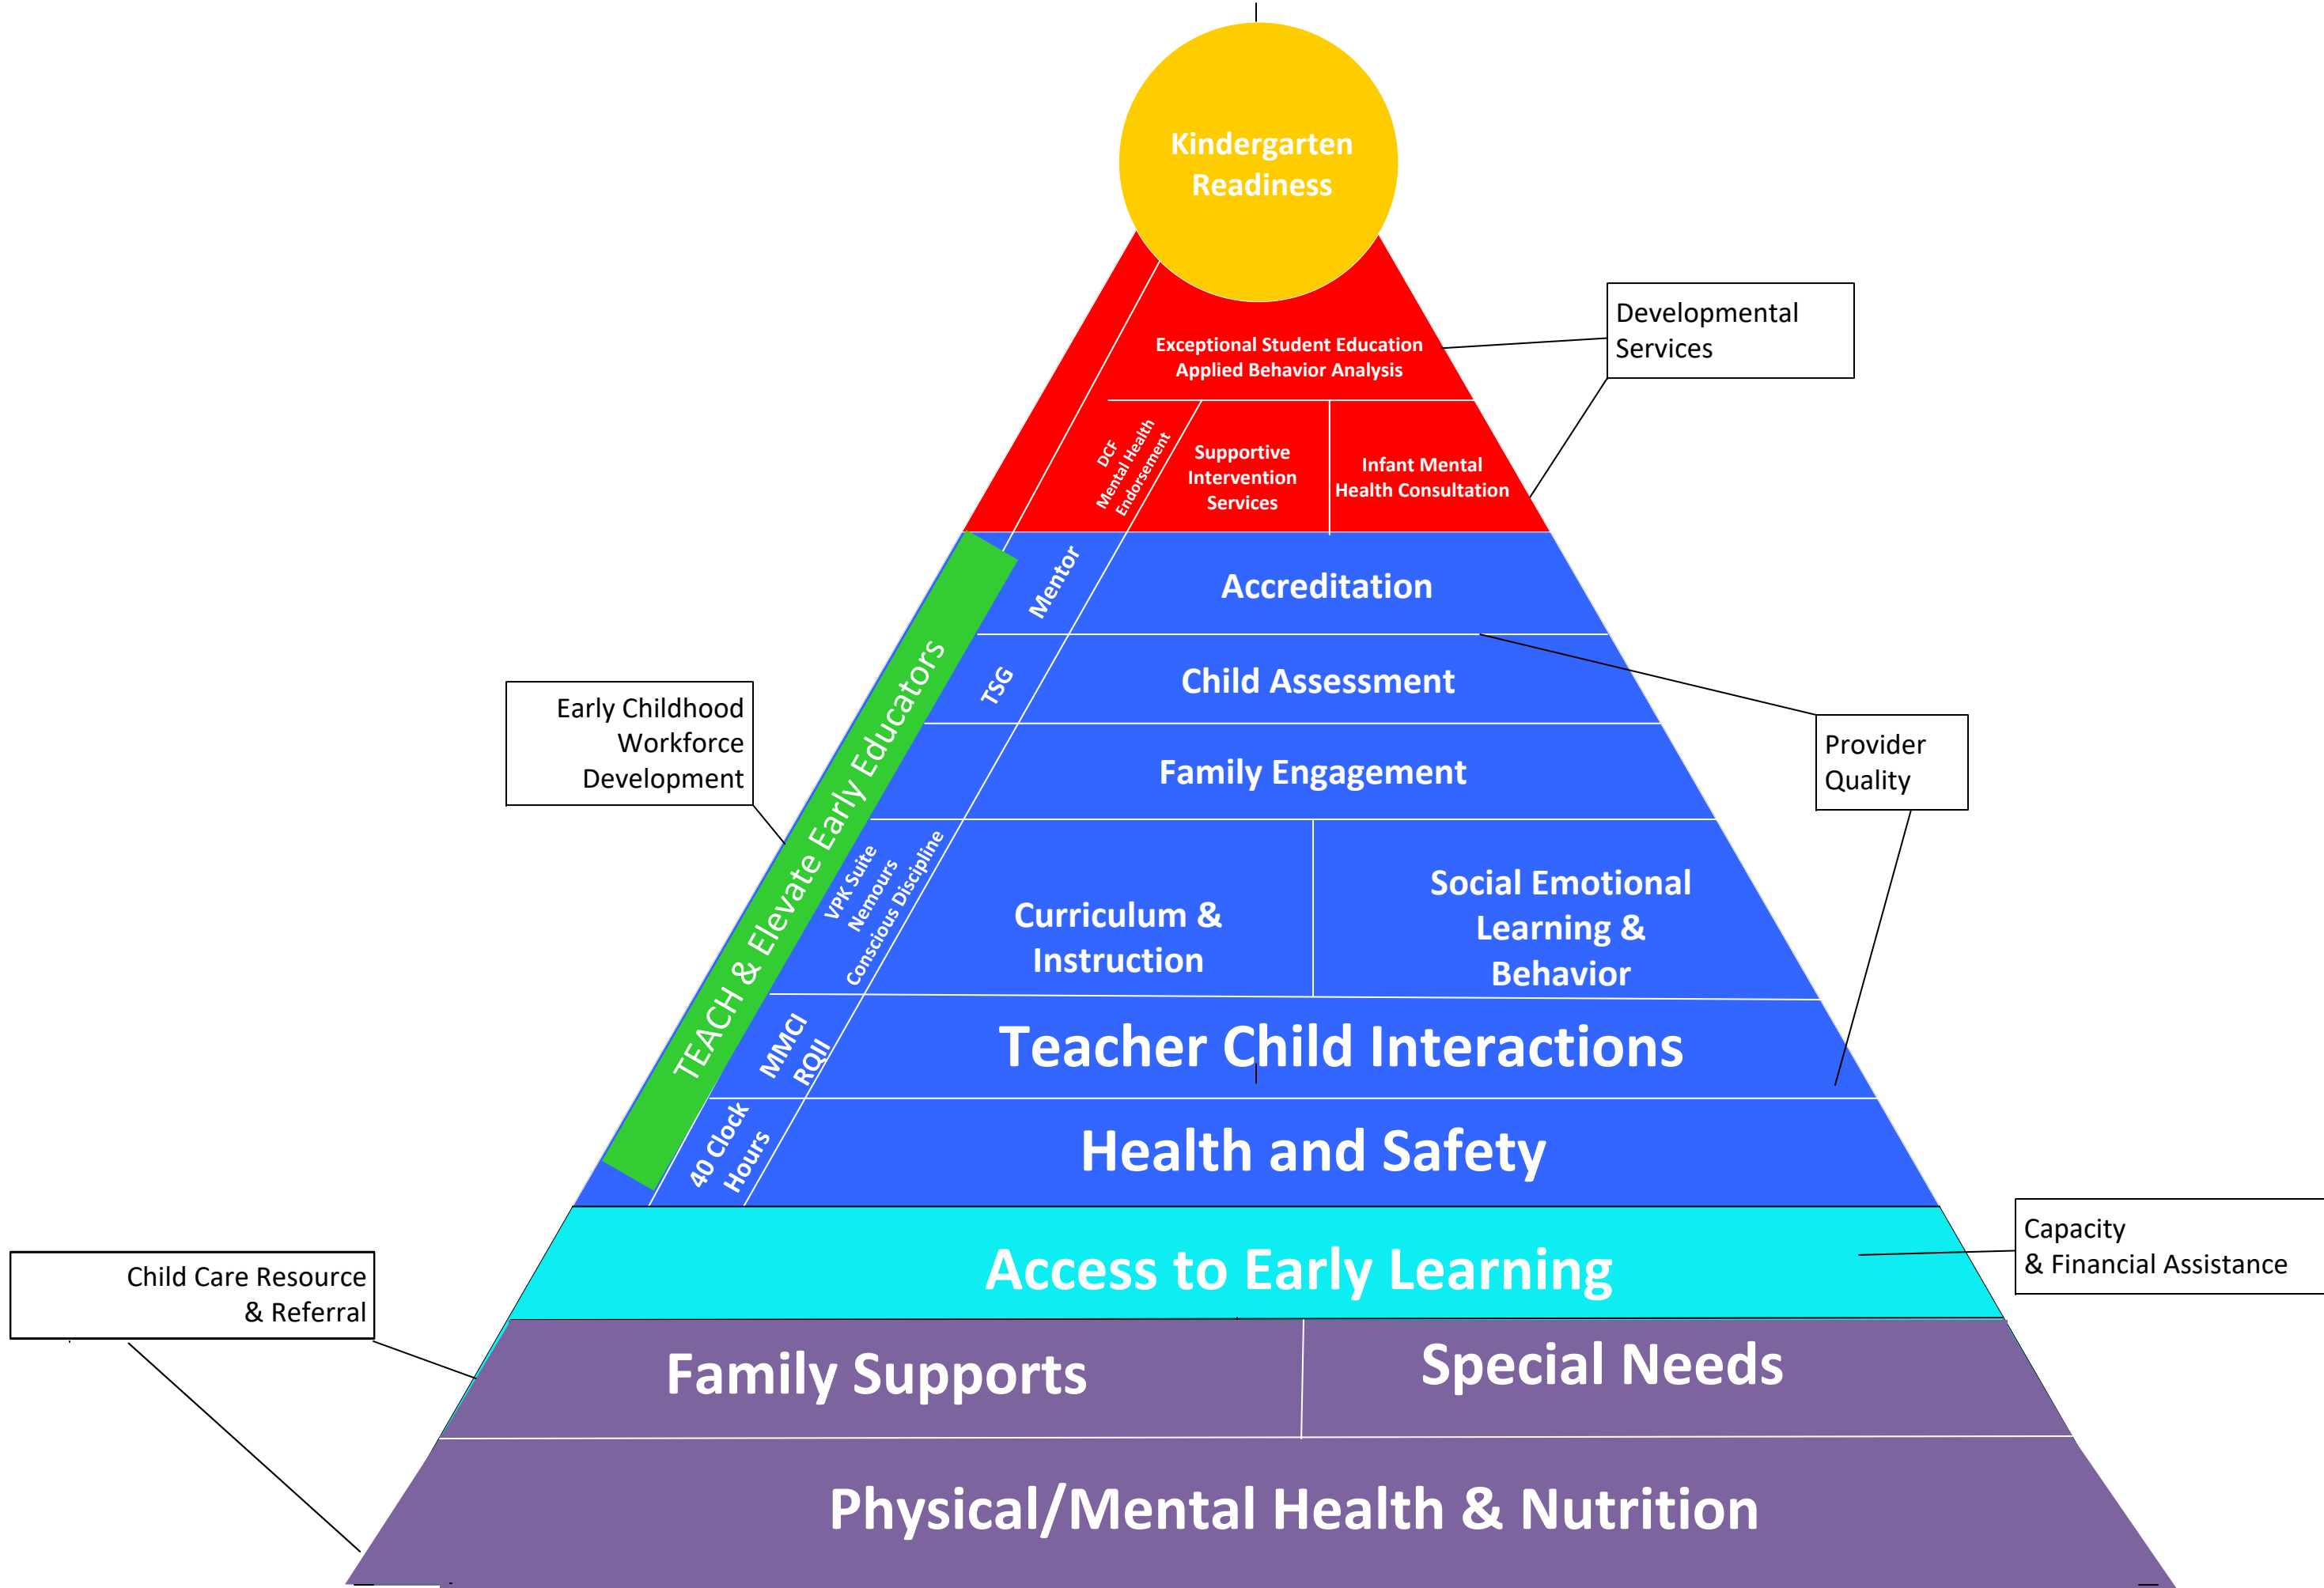 Kindergarten
Readiness
Developmental
Services
Exceptional Student Education
Applied Behavior Analysis
DCF
Mental Health
Endorsement
Supportive
Intervention
Services
Infant Mental
Health Consultation
Mentor
Accreditation
TSG
Child Assessment
Early Childhood
Workforce
Development
TEACH & Elevate Early Educators
Family Engagement
Provider
Quality
VPK Suite
Nemours
Conscious Discipline
Curriculum &
Instruction
Social Emotional
Learning &
Behavior
MMCI
RQII
Teacher Child Interactions
40 Clock
Hours
Health and Safety
Access to Early Learning
Capacity
& Financial Assistance
Child Care Resource
& Referral
Family Supports
Special Needs
Physical/Mental Health & Nutrition